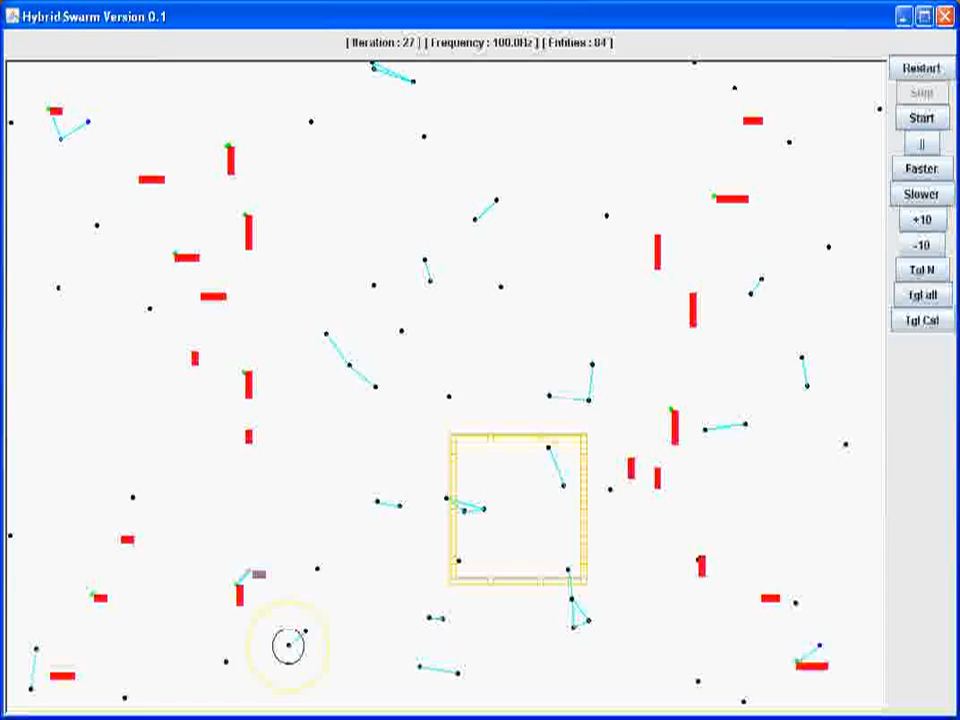 Hybrid Swarm Version 0.1
[ Iteration : 27 ] [ Frequency : 100.0Hz ] [ Entities : 84 ]
Restart
Stop
Start
||
Faster
Slower
+10
-10
Tgl N
Tgl all
Tgl Cal